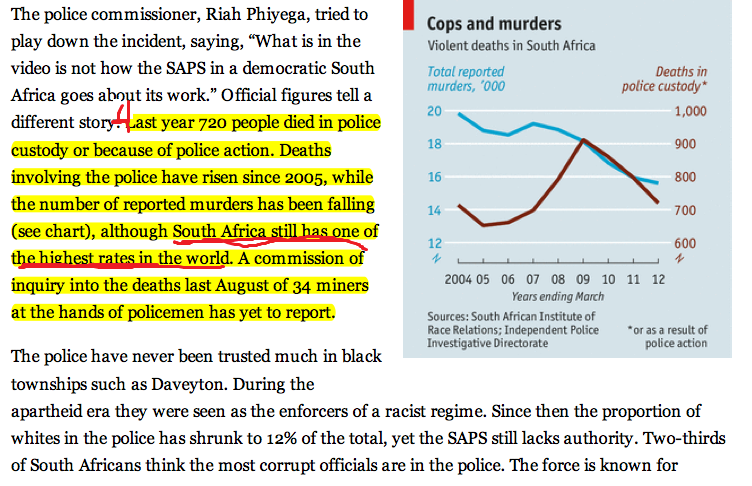 The police commissioner, Riah Phiyega, tried to
play down the incident, saying, “What is in the
video is not how the SAPS in a democratic South
Africa goes about its work.” Official figures tell a
different story. Last year 720 people died in police
custody or because of police action. Deaths
involving the police have risen since 2005, while
the number of reported murders has been falling
(see chart), although South Africa still has one of
the highest rates in the world. A commission of
inquiry into the deaths last August of 34 miners
at the hands of policemen has yet to report.
Cops and murders
Violent deaths in South Africa
Total reported
murders, ’000
Deaths in
police custody*
20 1,000
18 900
16 800
14 700
12 600
2004 05 06 07 08 09 10 11 12
Years ending March
Sources: South African Institute of
Race Relations; Independent Police
Investigative Directorate
*or as a result of
police action
The police have never been trusted much in black
townships such as Daveyton. During the
apartheid era they were seen as the enforcers of a racist regime. Since then the proportion of
whites in the police has shrunk to 12% of the total, yet the SAPS still lacks authority. Two-thirds
of South Africans think the most corrupt officials are in the police. The force is known for